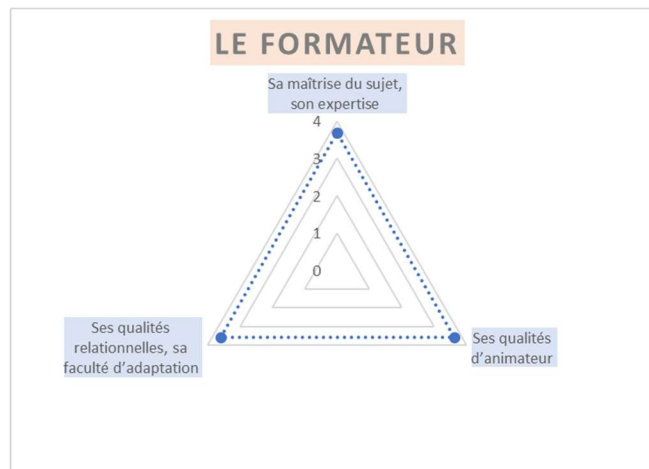 LE FORMATEUR
Sa maîtrise du sujet,
son expertise
4
3
2
1
0
Ses qualités
relationnelles, sa
faculté d'adaptation
Ses qualités
d'animateur